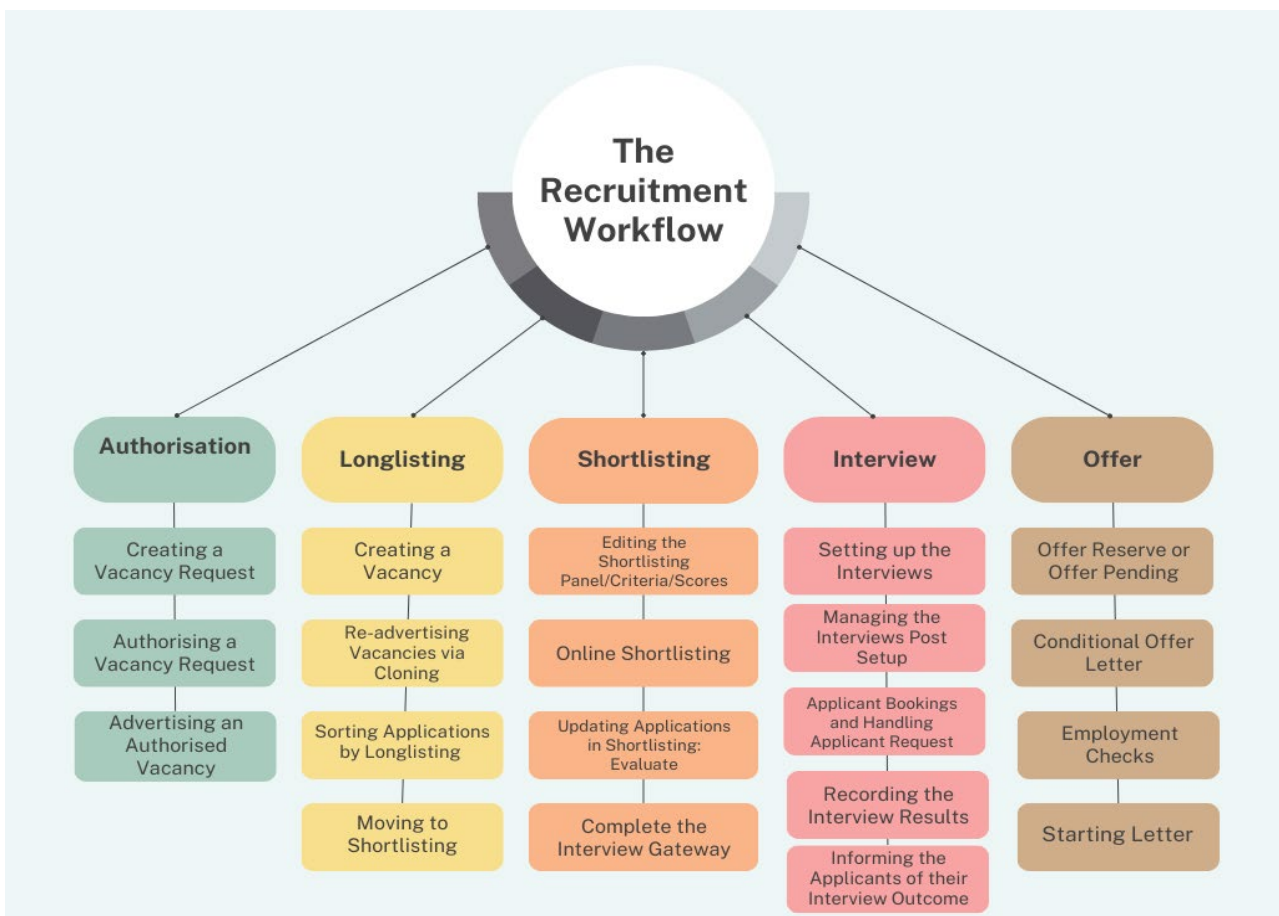 The
Recruitment
Workflow
Authorisation
Creating a
Vacancy Request
Authorising a
Vacancy Request
Advertising an
Authorised
Vacancy
Longlisting
Creating a
Vacancy
Re-advertising
Vacancies via
Cloning
Sorting Applications
by Longlisting
Moving to
Shortlisting
Shortlisting
Editing the
Shortlisting
Panel/Criteria/Scores
Online Shortlisting
Updating Applications
in Shortlisting:
Evaluate
Complete the
Interview Gateway
Interview
Setting up the
Interviews
Managing the
Interviews Post
Setup
Applicant Bookings
and Handling
Applicant Request
Recording the
Interview Results
Informing the
Applicants of their
Interview Outcome
Offer
Offer Reserve or
Offer Pending
Conditional Offer
Letter
Employment
Checks
Starting Letter